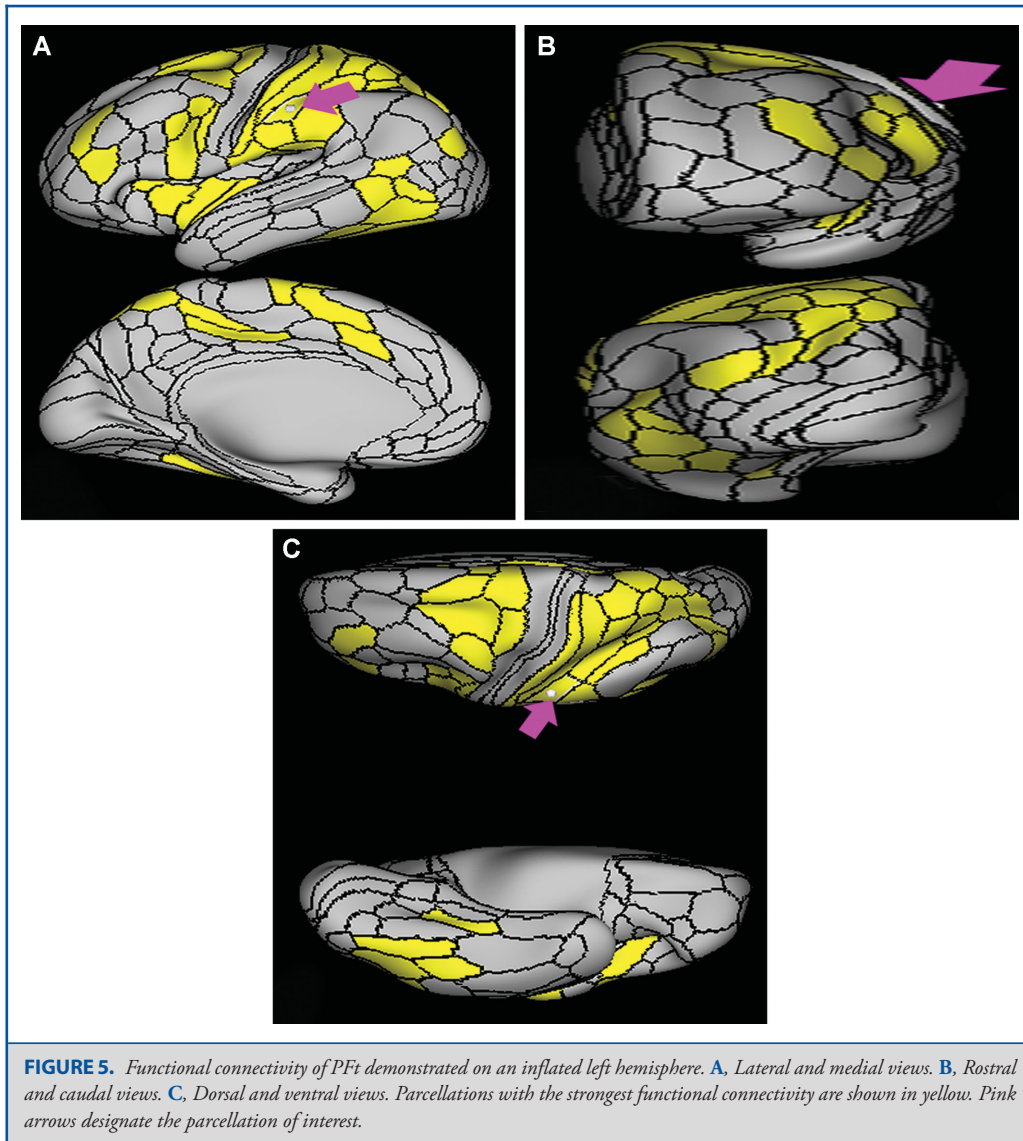 A
B
C
FIGURE 5. Functional connectivity of PFt demonstrated on an inflated left hemisphere. A, Lateral and medial views. B, Rostral
and caudal views. C, Dorsal and ventral views. Parcellations with the strongest functional connectivity are shown in yellow. Pink
arrows designate the parcellation of interest.